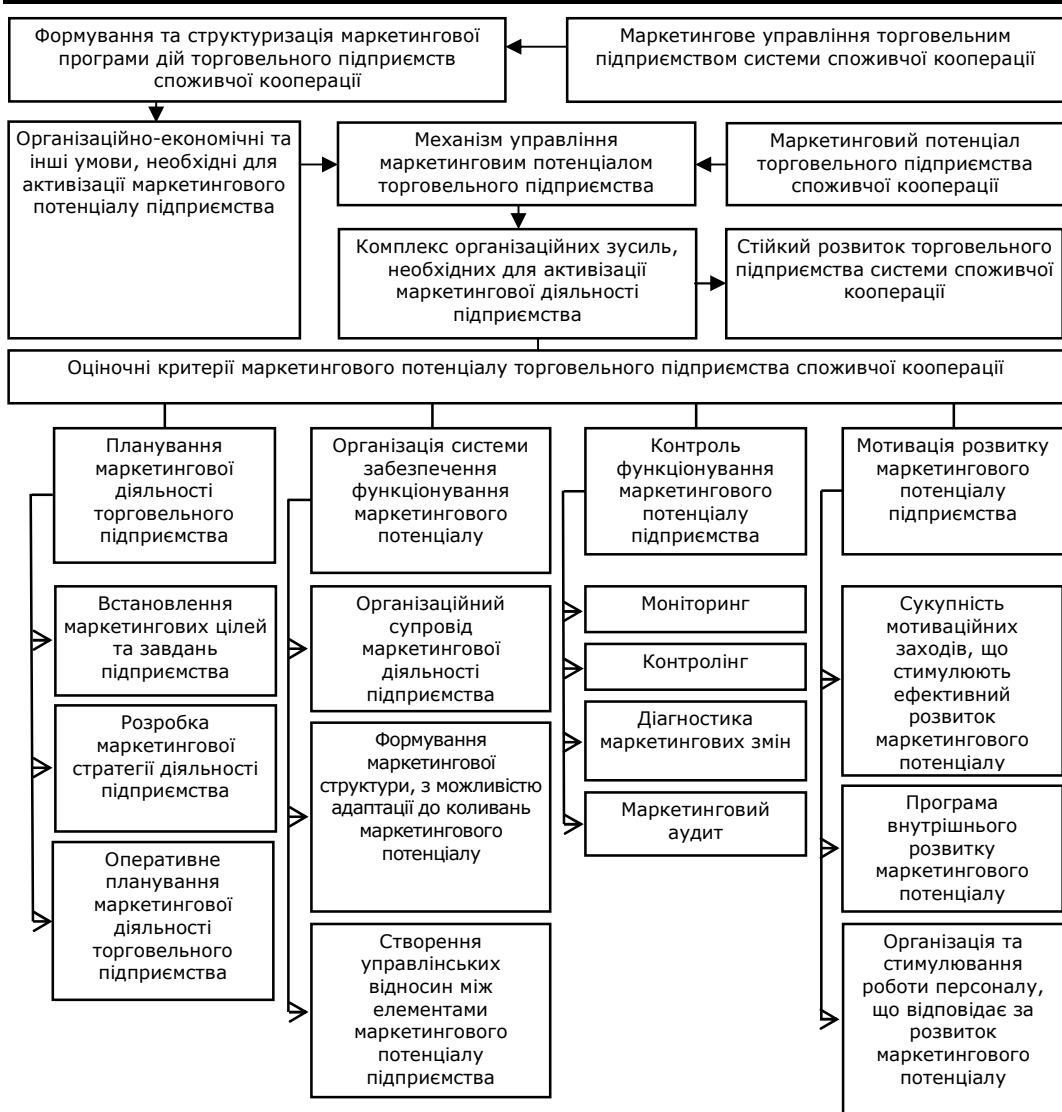 Формування та структуризація маркетингової
програми дій торговельного підприємств
споживчої кооперації
Маркетингове управління торговельним
підприємством системи споживчої кооперації
Організаційно-економічні та
інші умови, необхідні для
активізації маркетингового
потенціалу підприємства
Механізм управління
маркетинговим потенціалом
торговельного підприємства
Маркетинговий потенціал
торговельного підприємства
споживчої кооперації
Комплекс організаційних зусиль,
необхідних для активізації
маркетингової діяльності
підприємства
Стійкий розвиток торговельного
підприємства системи споживчої
кооперації
Оціночні критерії маркетингового потенціалу торговельного підприємства споживчої кооперації
Планування
маркетингової
діяльності
торговельного
підприємства
Встановлення
маркетингових цілей
та завдань
підприємства
Розробка
маркетингової
стратегії діяльності
підприємства
Оперативне
планування
маркетингової
діяльності
торговельного
підприємства
Організація системи
забезпечення
функціонування
маркетингового
потенціалу
Організаційний
супровід
маркетингової
діяльності
підприємства
Формування
маркетингової
структури, з можливістю
адаптації до коливань
маркетингового
потенціалу
Створення
управлінських
відносин між
елементами
маркетингового
потенціалу
підприємства
Контроль
функціонування
маркетингового
потенціалу
підприємства
Моніторинг
Контролінг
Діагностика
маркетингових змін
Маркетинговий
аудит
Мотивація розвитку
маркетингового
потенціалу
підприємства
Сукупність
мотиваційних
заходів, що
стимулюють
ефективний
розвиток
маркетингового
потенціалу
Програма
внутрішнього
розвитку
маркетингового
потенціалу
Організація та
стимулювання
роботи персоналу,
що відповідає за
розвиток
маркетингового
потенціалу